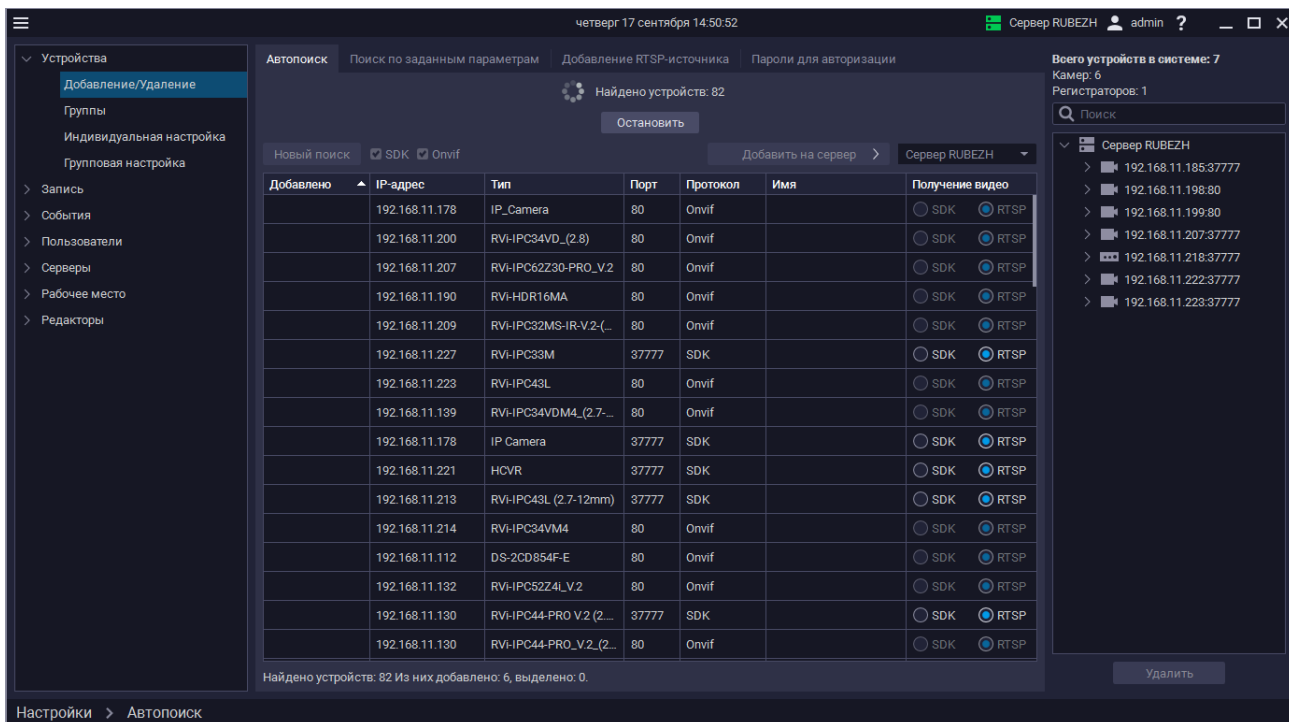 четверг 17 сентября 14:50:52
Сервер RUBEZH admin ?
Устройства
Добавление/Удаление
Группы
Индивидуальная настройка
Групповая настройка
Запись
События
Пользователи
Серверы
Рабочее место
Редакторы
Автопоиск Поиск по заданным параметрам Добавление RTSP-источника Пароли для авторизации
Найдено устройств: 82
Остановить
Новый поиск SDK Onvif Добавить на сервер > Сервер RUBEZH
Добавлено IP-адрес Тип Порт Протокол Имя Получение видео
192.168.11.178 IP_Camera 80 Onvif SDK RTSP
192.168.11.200 RVi-IPC34VD_(2.8) 80 Onvif SDK RTSP
192.168.11.207 RVi-IPC62Z30-PRO_V.2 80 Onvif SDK RTSP
192.168.11.190 RVi-HDR16MA 80 Onvif SDK RTSP
192.168.11.209 RVi-IPC32MS-IR-V.2-(... 80 Onvif SDK RTSP
192.168.11.227 RVi-IPC33M 37777 SDK SDK RTSP
192.168.11.223 RVi-IPC43L 80 Onvif SDK RTSP
192.168.11.139 RVi-IPC34VDM4_(2.7-... 80 Onvif SDK RTSP
192.168.11.178 IP Camera 37777 SDK SDK RTSP
192.168.11.221 HCVR 37777 SDK SDK RTSP
192.168.11.213 RVi-IPC43L (2.7-12mm) 37777 SDK SDK RTSP
192.168.11.214 RVi-IPC34VM4 80 Onvif SDK RTSP
192.168.11.112 DS-2CD854F-E 80 Onvif SDK RTSP
192.168.11.132 RVi-IPC52Z4i_V.2 80 Onvif SDK RTSP
192.168.11.130 RVi-IPC44-PRO V.2 (2.... 37777 SDK SDK RTSP
192.168.11.130 RVi-IPC44-PRO_V.2_(2... 80 Onvif SDK RTSP
Найдено устройств: 82 Из них добавлено: 6, выделено: 0.
Всего устройств в системе: 7
Камер: 6
Регистраторов: 1
Поиск
Сервер RUBEZH
192.168.11.185:37777
192.168.11.198:80
192.168.11.199:80
192.168.11.207:37777
192.168.11.218:37777
192.168.11.222:37777
192.168.11.223:37777
Удалить
Настройки > Автопоиск